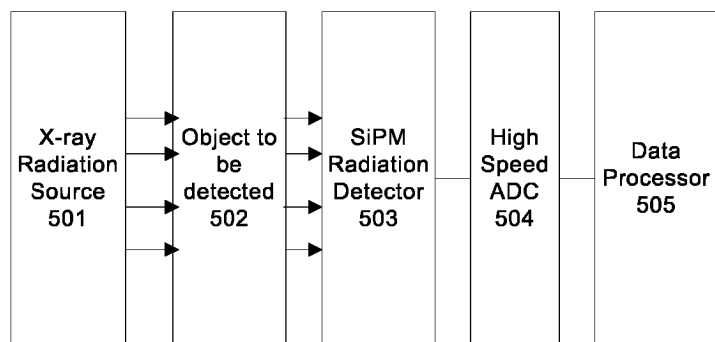 X-ray
Radiation
Source
501
Object to
be
detected
502
SiPM
Radiation
Detector
503
High
Speed
ADC
504
Data
Processor
505